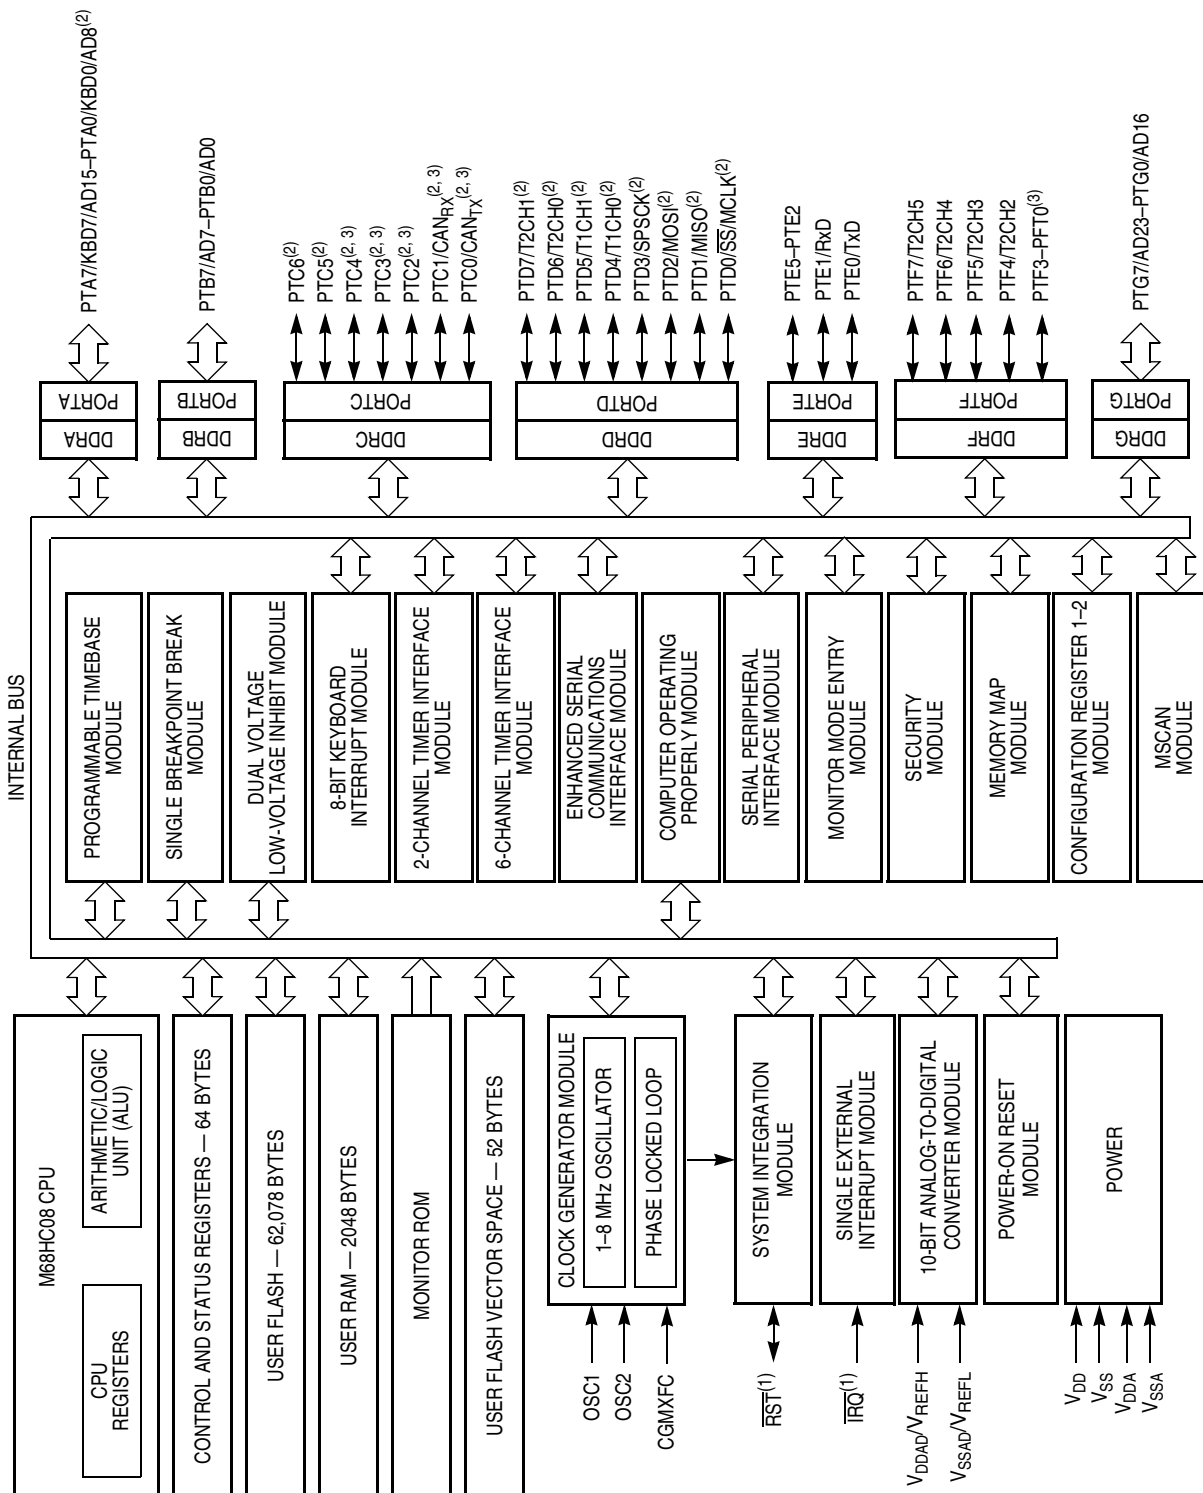 INTERNAL BUS
M68HC08 CPU
CPU
REGISTERS
ARITHMETIC/LOGIC
UNIT (ALU)
CONTROL AND STATUS REGISTERS — 64 BYTES
USER FLASH — 62,078 BYTES
USER RAM — 2048 BYTES
MONITOR ROM
USER FLASH VECTOR SPACE — 52 BYTES
CLOCK GENERATOR MODULE
1–8 MHz OSCILLATOR
PHASE LOCKED LOOP
OSC1
OSC2
CGMXFC
SYSTEM INTEGRATION
MODULE
RST(1)
SINGLE EXTERNAL
INTERRUPT MODULE
IRQ(1)
10-BIT ANALOG-TO-DIGITAL
CONVERTER MODULE
VDDAD/VREFH
VSSAD/VREFL
POWER-ON RESET
MODULE
POWER
VDD
VSS
VDDA
VSSA
PROGRAMMABLE TIMEBASE
MODULE
SINGLE BREAKPOINT BREAK
MODULE
DUAL VOLTAGE
LOW-VOLTAGE INHIBIT MODULE
8-BIT KEYBOARD
INTERRUPT MODULE
2-CHANNEL TIMER INTERFACE
MODULE
6-CHANNEL TIMER INTERFACE
MODULE
ENHANCED SERIAL
COMMUNICATIONS
INTERFACE MODULE
COMPUTER OPERATING
PROPERLY MODULE
SERIAL PERIPHERAL
INTERFACE MODULE
MONITOR MODE ENTRY
MODULE
SECURITY
MODULE
MEMORY MAP
MODULE
CONFIGURATION REGISTER 1–2
MODULE
MSCAN
MODULE
DDRA
PORTA
PTA7/KBD7/AD15–PTA0/KBD0/AD8(2)
DDRB
PORTB
PTB7/AD7–PTB0/AD0
DDRC
PORTC
PTC6(2)
PTC5(2)
PTC4(2, 3)
PTC3(2, 3)
PTC2(2, 3)
PTC1/CANRX(2, 3)
PTC0/CANTX(2, 3)
DDRD
PORTD
PTD7/T2CH1(2)
PTD6/T2CH0(2)
PTD5/T1CH1(2)
PTD4/T1CH0(2)
PTD3/SPSCK(2)
PTD2/MOSI(2)
PTD1/MISO(2)
PTD0/SS/MCLK(2)
DDRE
PORTE
PTE5–PTE2
PTE1/RxD
PTE0/TxD
DDRF
PORTF
PTF7/T2CH5
PTF6/T2CH4
PTF5/T2CH3
PTF4/T2CH2
PTF3–PFT0(3)
DDRG
PORTG
PTG7/AD23–PTG0/AD16